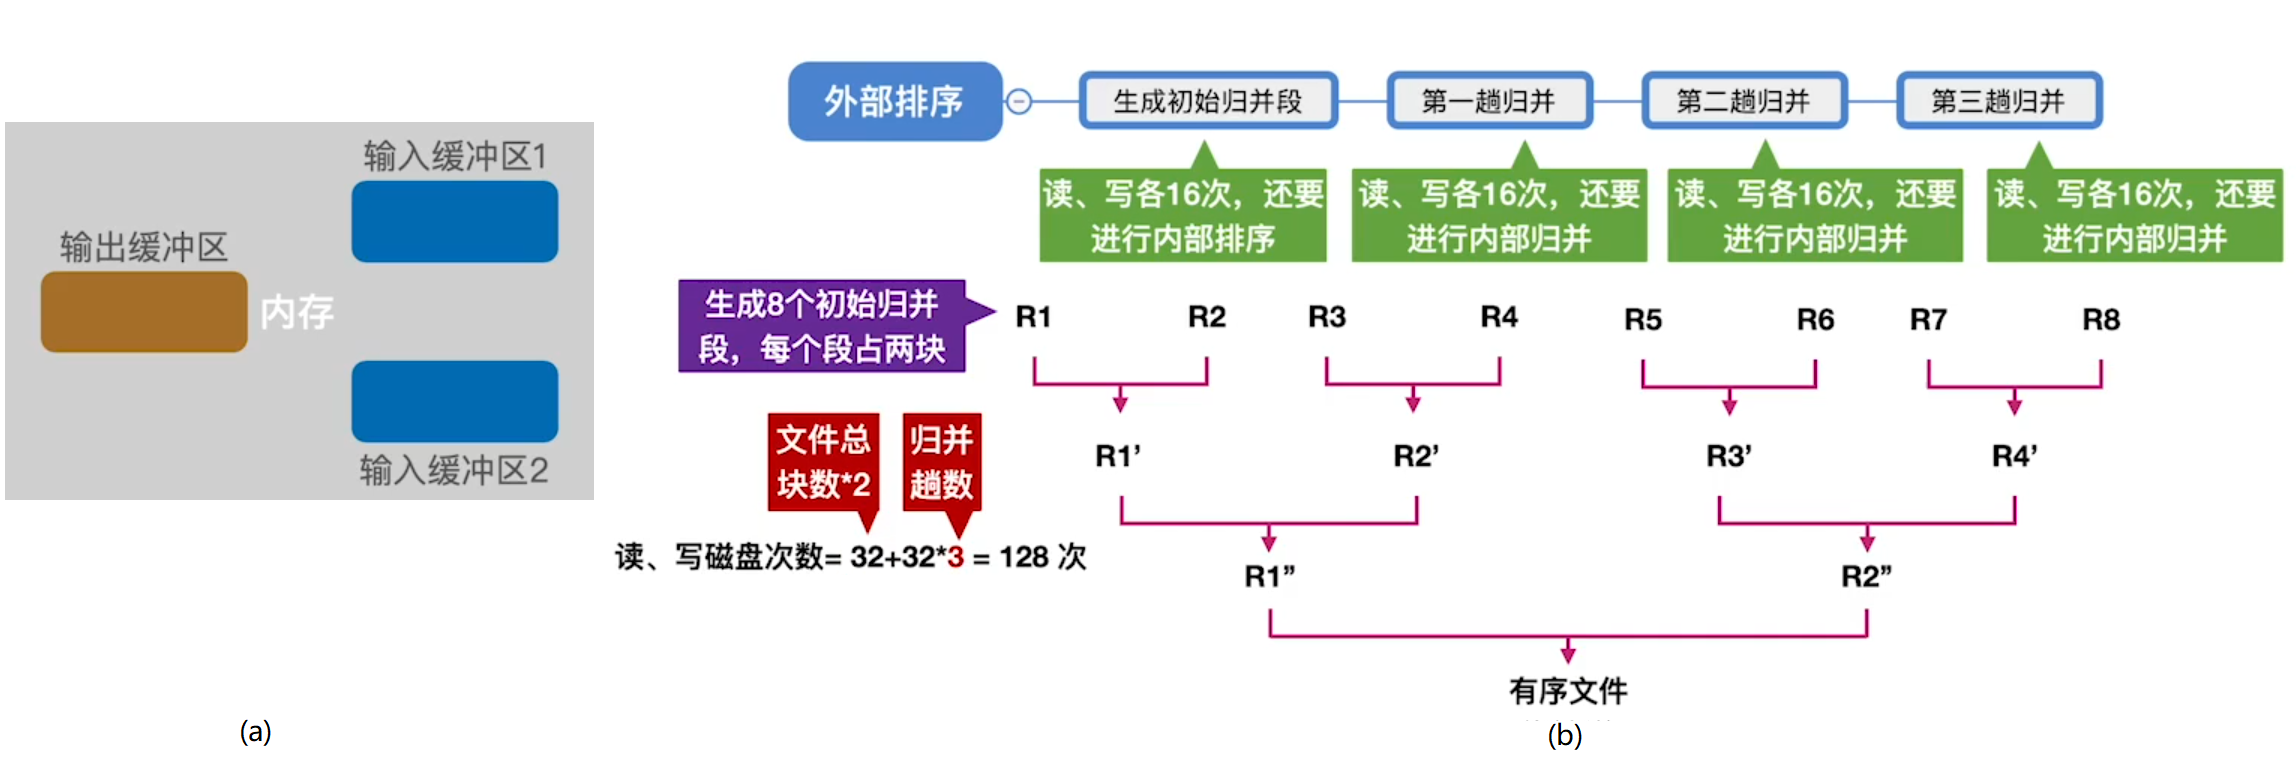 输入缓冲区1
输出缓冲区
内存
输入缓冲区2
(a)
外部排序
生成初始归并段
第一趟归并
第二趟归并
第三趟归并
读、写各16次，还要
进行内部排序
读、写各16次，还要
进行内部归并
读、写各16次，还要
进行内部归并
读、写各16次，还要
进行内部归并
生成8个初始归并
段，每个段占两块
R1
R2
R3
R4
R5
R6
R7
R8
文件总
块数*2
归并
趟数
R1’
R2’
R3’
R4’
读、写磁盘次数= 32+32*3 = 128 次
R1”
R2”
有序文件
(b)